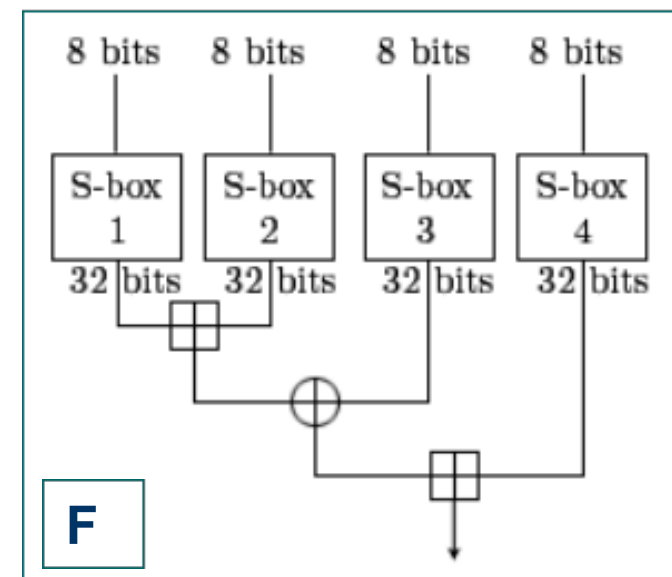 8 bits 8 bits 8 bits 8 bits
S-box S-box S-box S-box
1 2 3 4
32 bits 32 bits 32 bits 32 bits
F